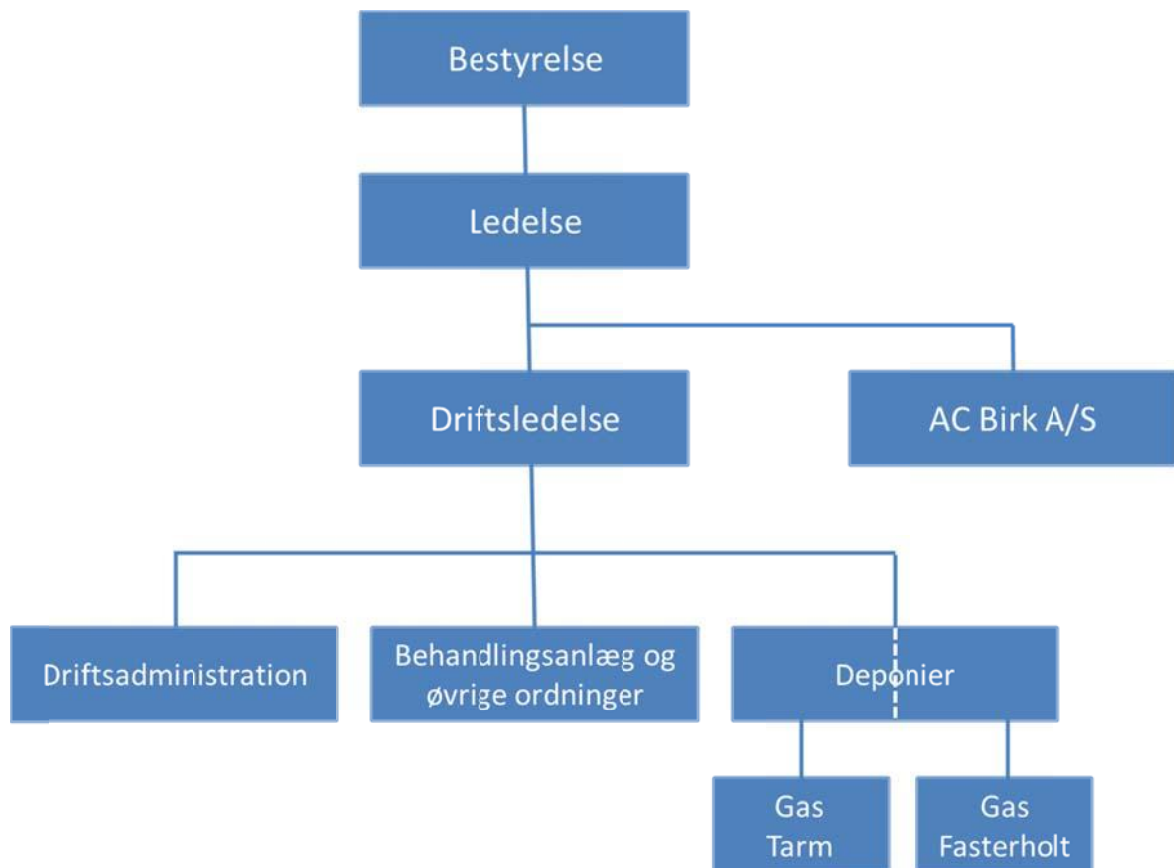 Bestyrelse
Ledelse
Driftsledelse
AC Birk A/S
Driftsadministration
Behandlingsanlæg og
øvrige ordninger
Deponier
Gas
Tarm
Gas
Fasterholt